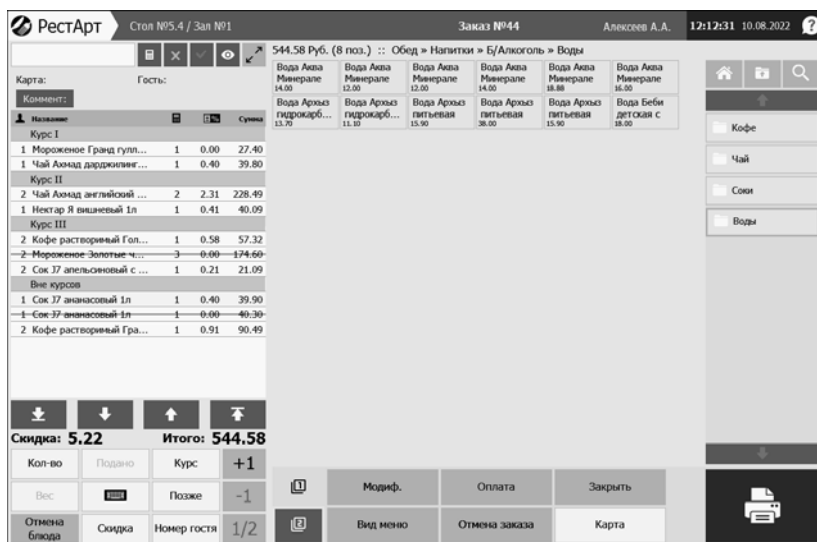 РестАрт
Стол №5.4 / Зал №1
Заказ №44
Алексеев А.А.
12:12:31 10.08.2022
?
544.58 Руб. (8 поз.) :: Обед » Напитки » Б/Алкоголь » Воды
Карта:
Гость:
Коммент:
Название
Сумма
Курс I
1 Мороженое Гранд гулл... 1 0.00 27.40
1 Чай Ахмад дарджилинг... 1 0.40 39.80
Курс II
2 Чай Ахмад английский ... 2 2.31 228.49
1 Нектар Я вишневый 1л 1 0.41 40.09
Курс III
2 Кофе растворимый Гол... 1 0.58 57.32
2 Мороженое Золотые ч... 3 0.00 174.60
2 Сок J7 апельсиновый с ... 1 0.21 21.09
Вне курсов
1 Сок J7 ананасовый 1л 1 0.40 39.90
1 Сок J7 ананасовый 1л 1 0.00 40.30
2 Кофе растворимый Гра... 1 0.91 90.49
Скидка: 5.22 Итого: 544.58
Кол-во Подано Курс +1
Вес Позже -1
Отмена
блюда
Скидка Номер гостя 1/2
Вода Аква
Минерале
14.00
Вода Аква
Минерале
12.00
Вода Аква
Минерале
12.00
Вода Аква
Минерале
14.00
Вода Аква
Минерале
18.88
Вода Аква
Минерале
16.00
Вода Архыз
гидрокарб...
13.70
Вода Архыз
гидрокарб...
11.10
Вода Архыз
питьевая
15.90
Вода Архыз
питьевая
38.00
Вода Архыз
питьевая
15.90
Вода Беби
детская с
18.00
Кофе
Чай
Соки
Воды
1 Модиф. Оплата Закрыть
2 Вид меню Отмена заказа Карта